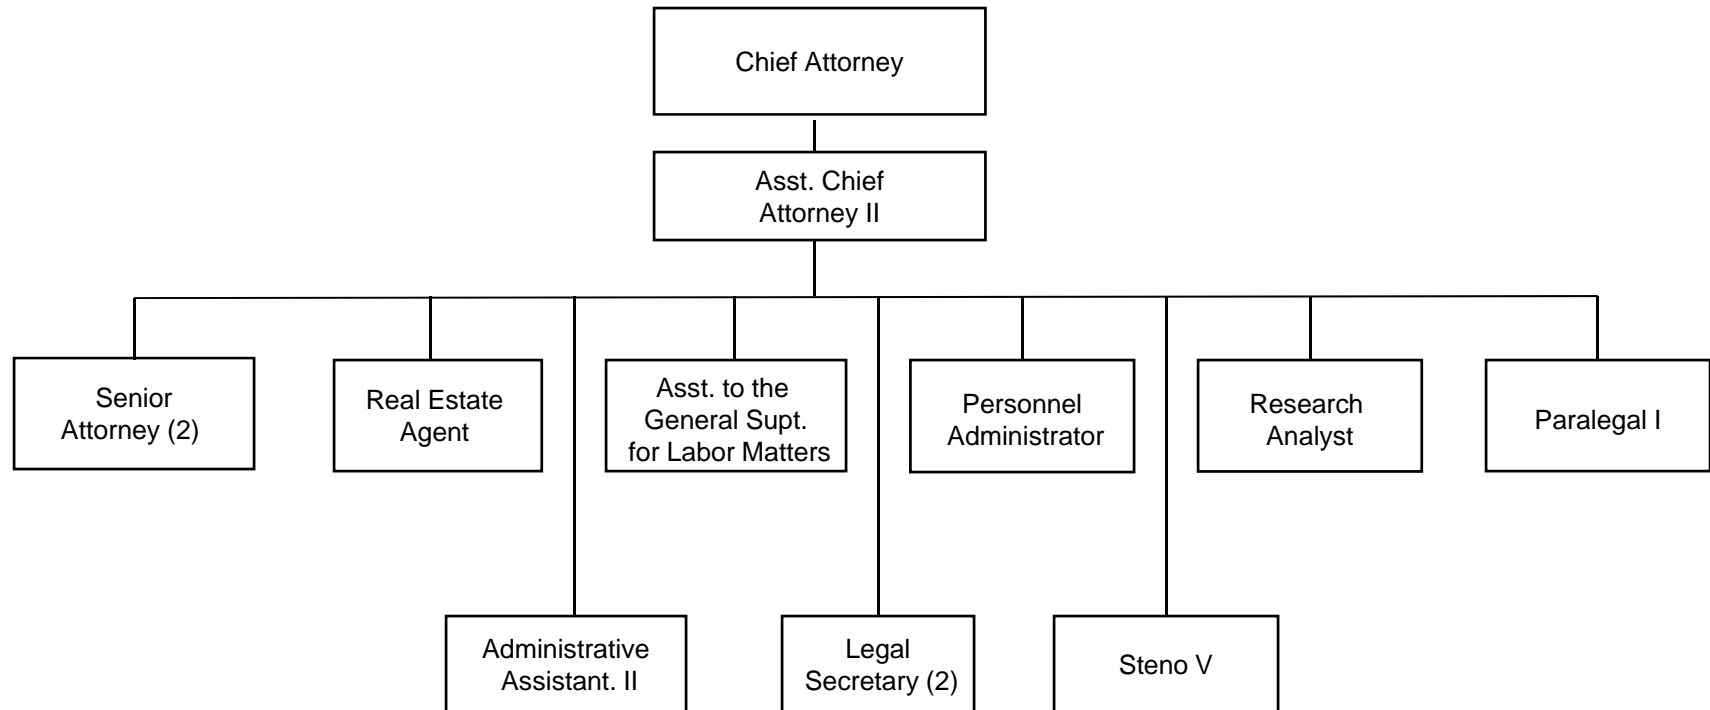 Chief Attorney
Asst. Chief
Attorney II
Senior
Attorney (2)
Real Estate
Agent
Asst. to the
General Supt.
for Labor Matters
Personnel
Administrator
Research
Analyst
Paralegal I
Administrative
Assistant. II
Legal
Secretary (2)
Steno V